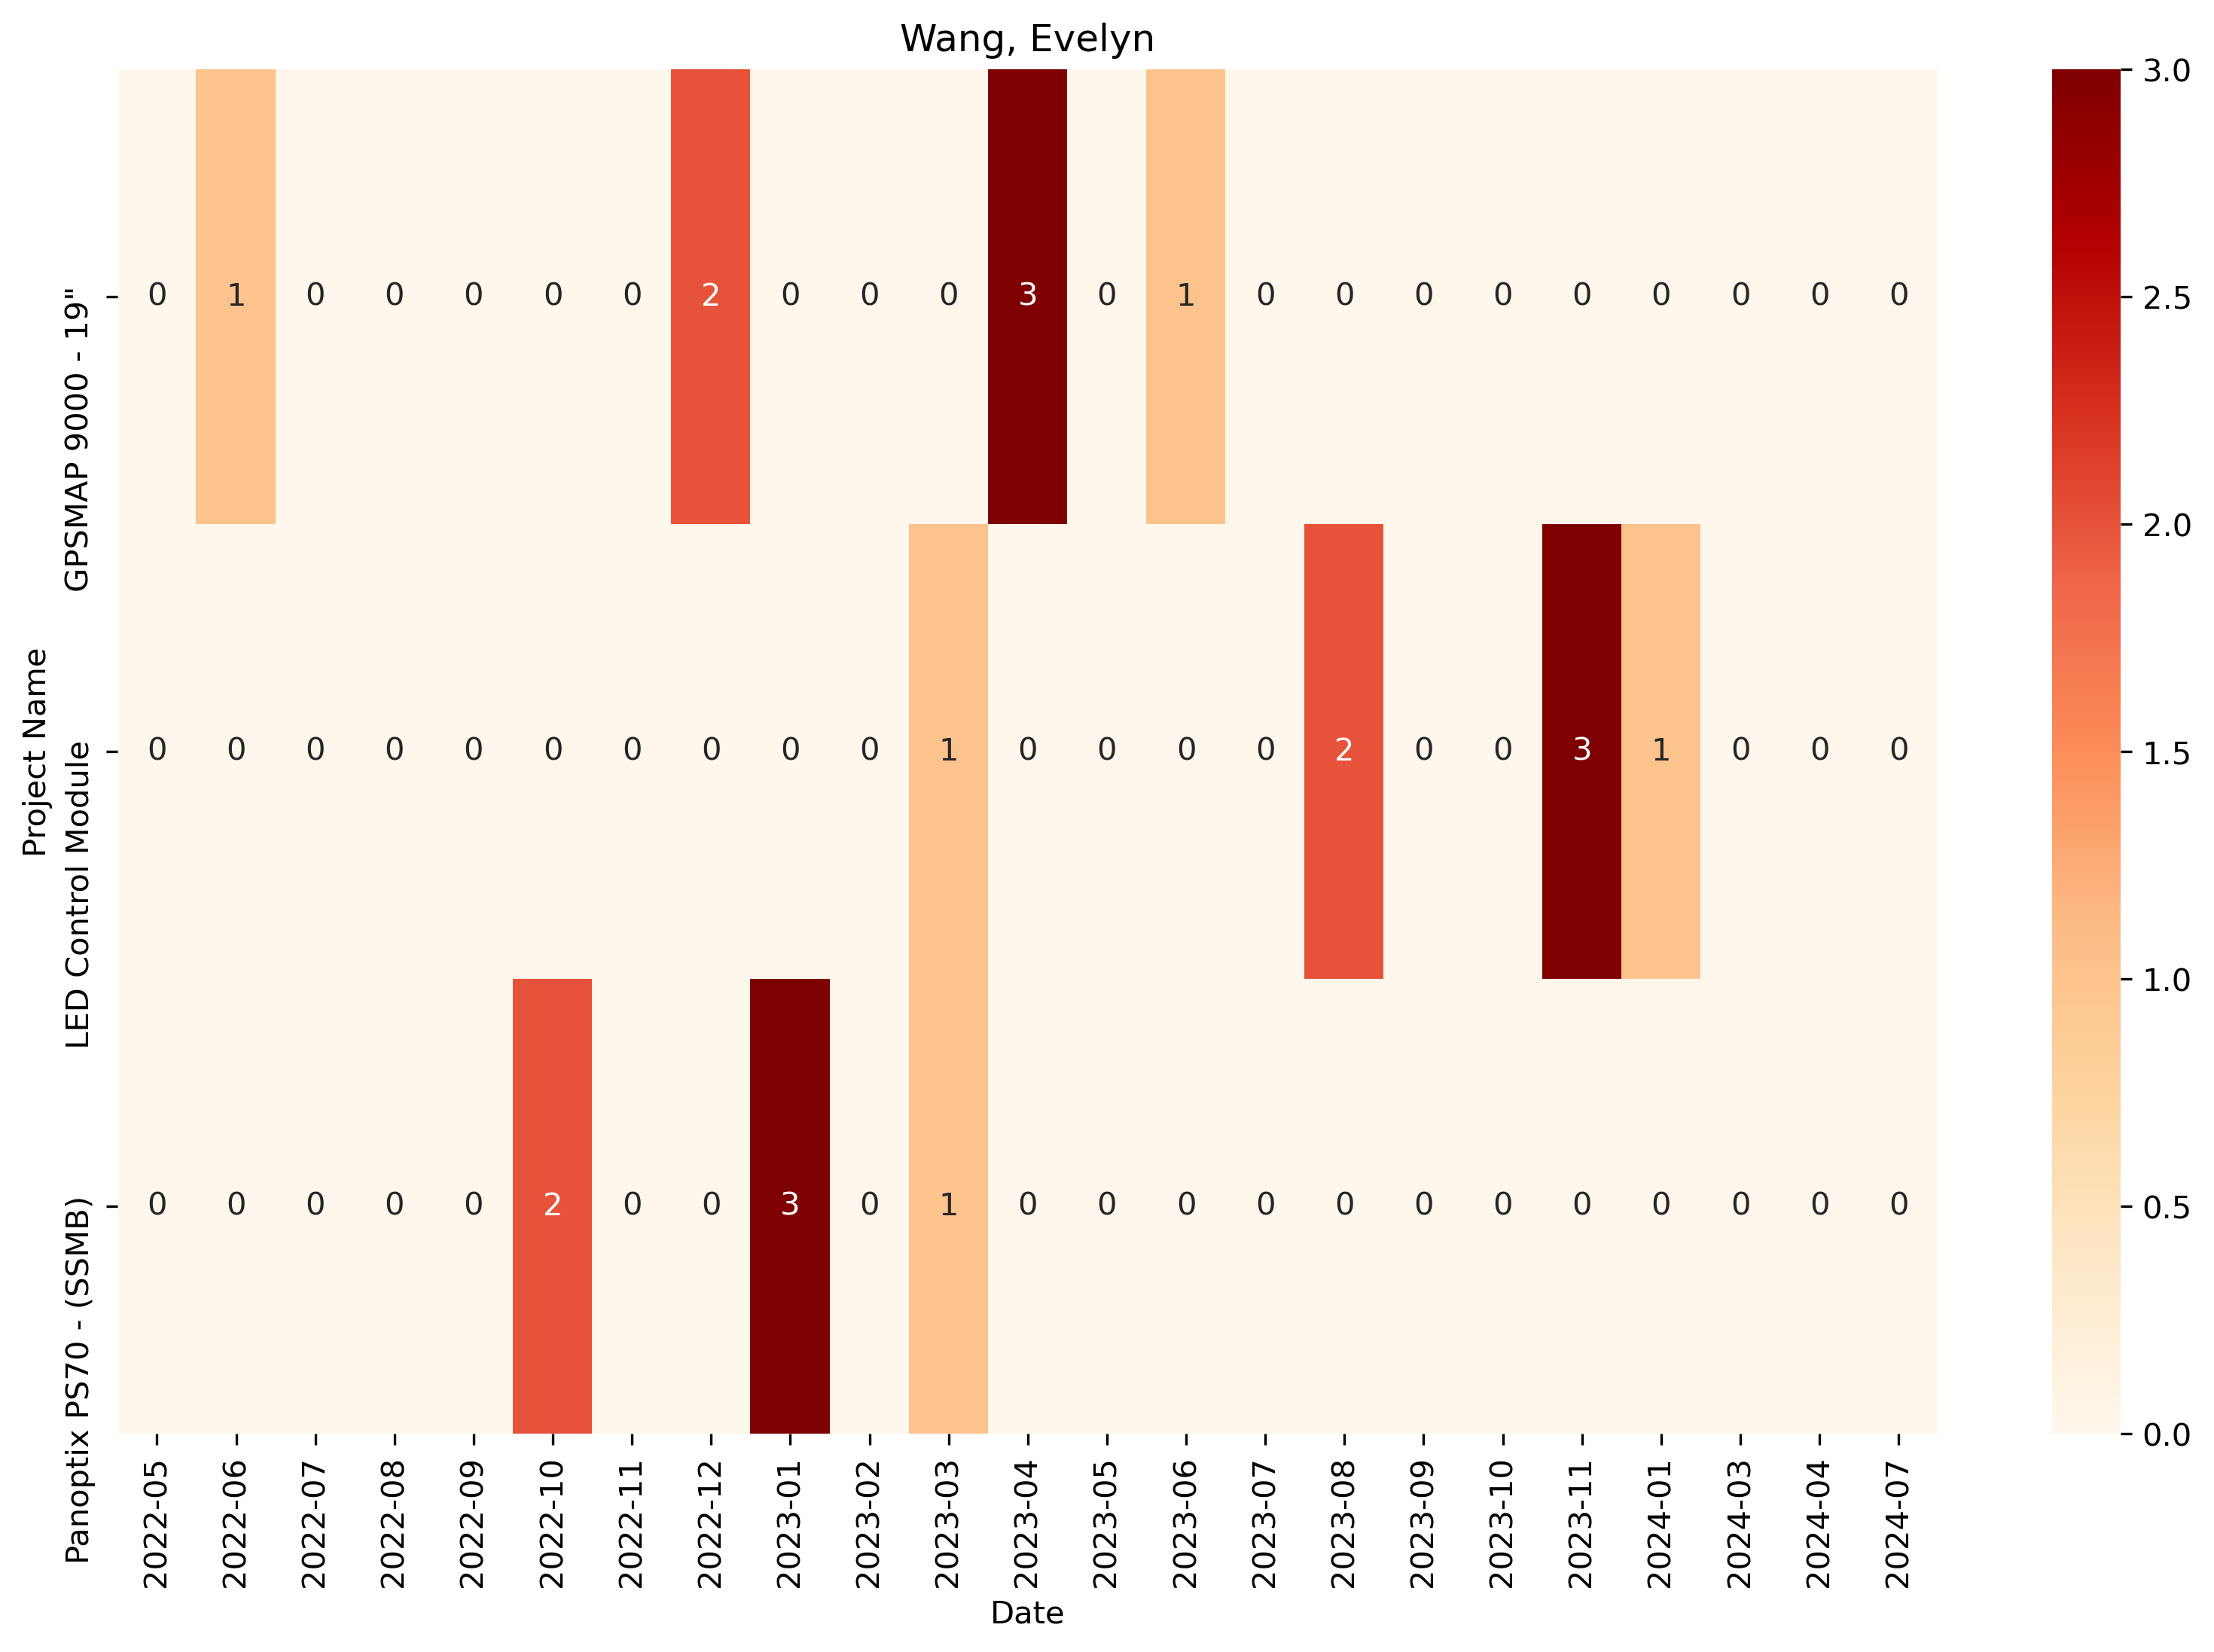 Wang, Evelyn
Project Name
GPSMAP 9000 - 19"
0 1 0 0 0 0 0 2 0 0 0 3 0 1 0 0 0 0 0 0 0 0 0
LED Control Module
0 0 0 0 0 0 0 0 0 0 1 0 0 0 0 2 0 0 3 1 0 0 0
Panoptix PS70 - (SSMB)
0 0 0 0 0 2 0 0 3 0 1 0 0 0 0 0 0 0 0 0 0 0 0
2022-05 2022-06 2022-07 2022-08 2022-09 2022-10 2022-11 2022-12 2023-01 2023-02 2023-03 2023-04 2023-05 2023-06 2023-07 2023-08 2023-09 2023-10 2023-11 2024-01 2024-03 2024-04 2024-07
Date
3.0
2.5
2.0
1.5
1.0
0.5
0.0